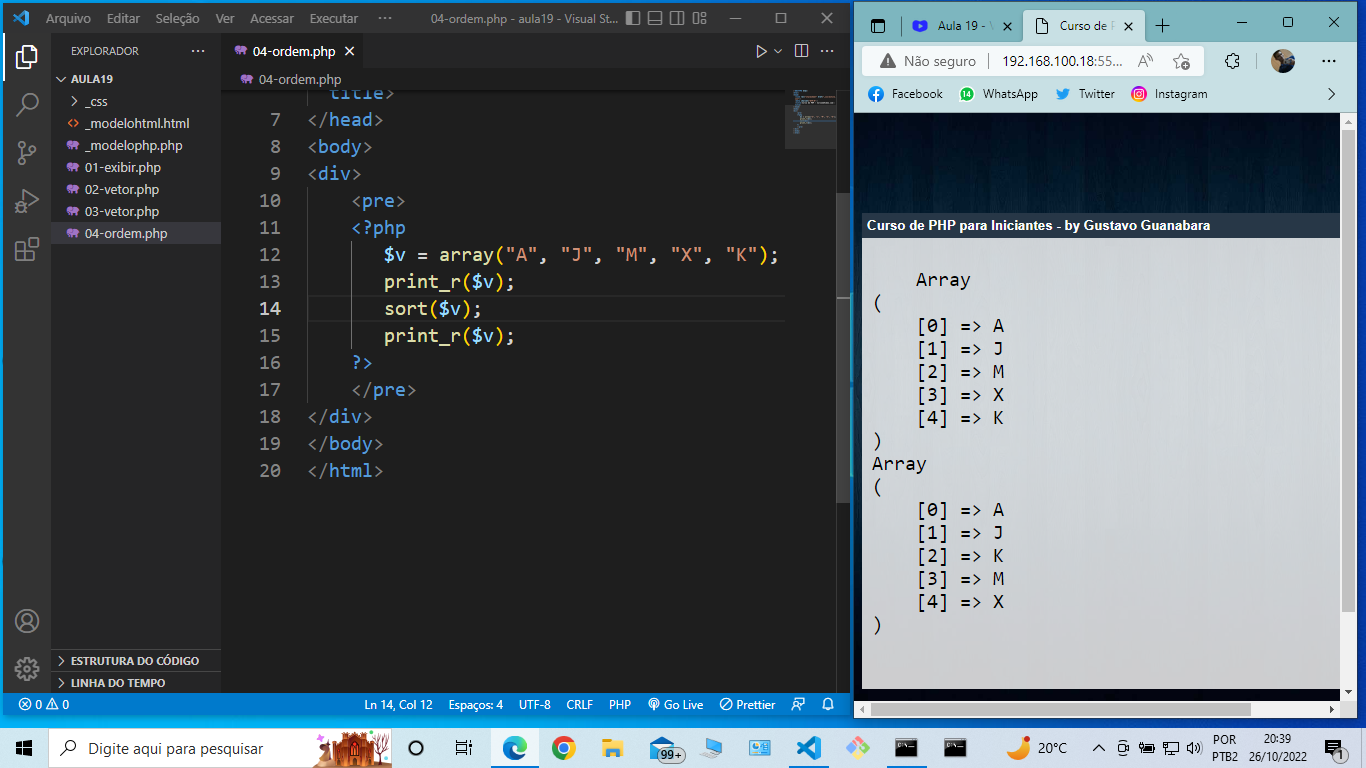 Arquivo Editar Seleção Ver Acessar Executar ··· 04-ordem.php - aula19 - Visual St...
EXPLORADOR ···
AULA19
_css
_modelohtml.html
_modelophp.php
01-exibir.php
02-vetor.php
03-vetor.php
04-ordem.php
ESTRUTURA DO CÓDIGO
LINHA DO TEMPO
04-ordem.php
04-ordem.php
title>
7 </head>
8 <body>
9 <div>
10 <pre>
11 <?php
12 $v = array("A", "J", "M", "X", "K");
13 print_r($v);
14 sort($v);
15 print_r($v);
16 ?>
17 </pre>
18 </div>
19 </body>
20 </html>
0 0 Ln 14, Col 12 Espaços: 4 UTF-8 CRLF PHP Go Live Prettier
Aula 19 - Curso de
Não seguro 192.168.100.18:55...
Facebook 14 WhatsApp Twitter Instagram
Curso de PHP para Iniciantes - by Gustavo Guanabara
Array
(
[0] => A
[1] => J
[2] => M
[3] => X
[4] => K
)
Array
(
[0] => A
[1] => J
[2] => K
[3] => M
[4] => X
)
Digite aqui para pesquisar 99+ 20°C POR PTB2 20:39 26/10/2022 1